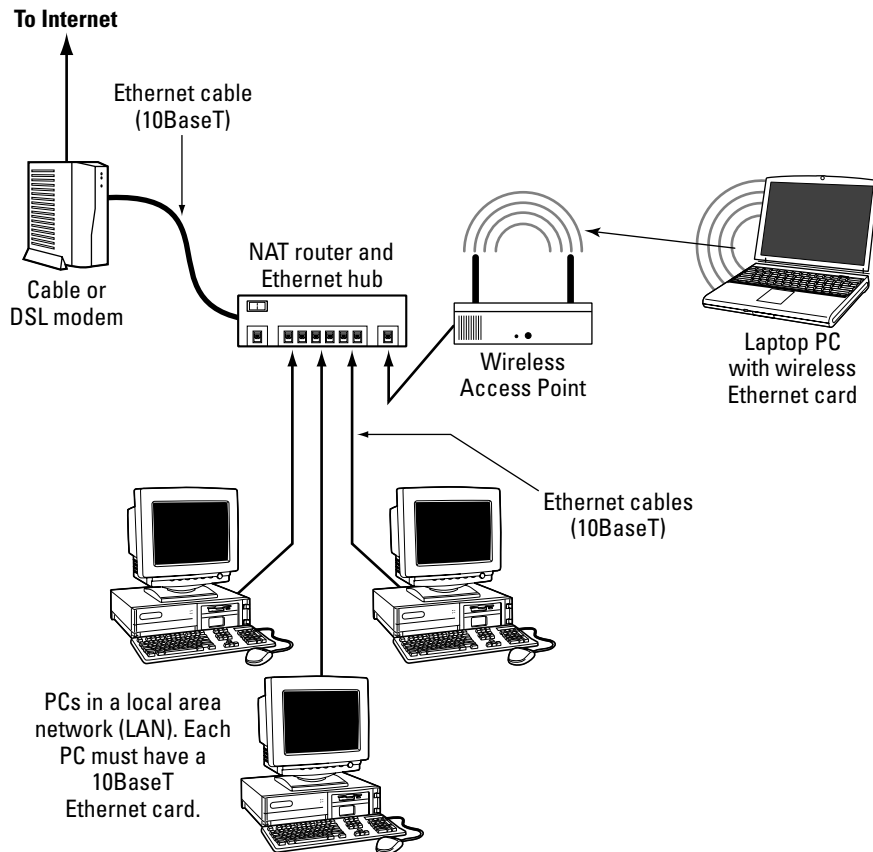 To Internet
Ethernet cable
(10BaseT)
NAT router and
Ethernet hub
Cable or
DSL modem
Wireless
Access Point
Laptop PC
with wireless
Ethernet card
Ethernet cables
(10BaseT)
PCs in a local area
network (LAN). Each
PC must have a
10BaseT
Ethernet card.